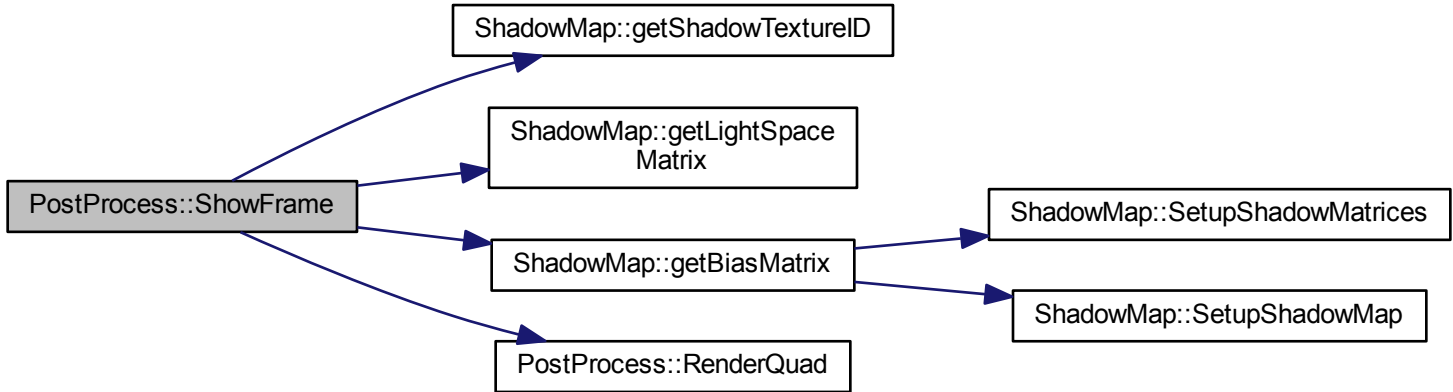 ShadowMap::getShadowTextureID
ShadowMap::getLightSpace
Matrix
PostProcess::ShowFrame
ShadowMap::SetupShadowMatrices
ShadowMap::getBiasMatrix
ShadowMap::SetupShadowMap
PostProcess::RenderQuad